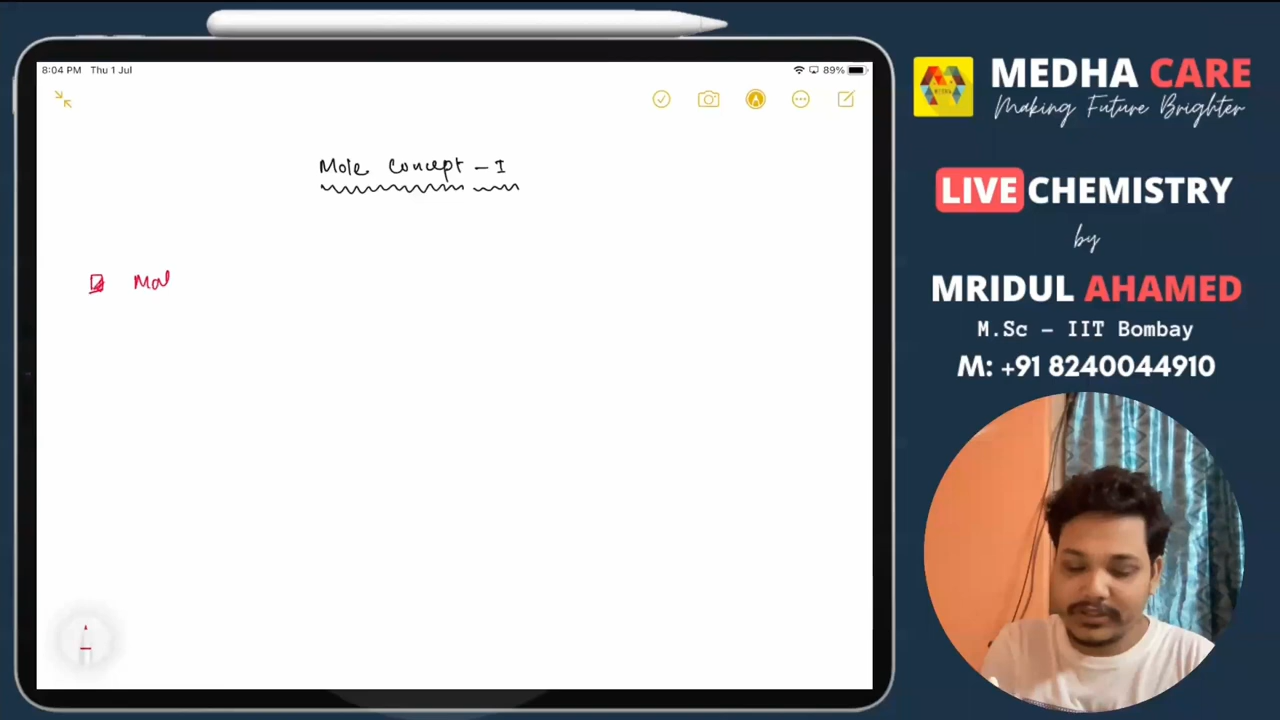 8:04 PM Thu 1 Jul
89%
Mole Concept - I
Mol
MEDHA CARE
Making Future Brighter
LIVE CHEMISTRY
by
MRIDUL AHAMED
M.Sc - IIT Bombay
M: +91 8240044910